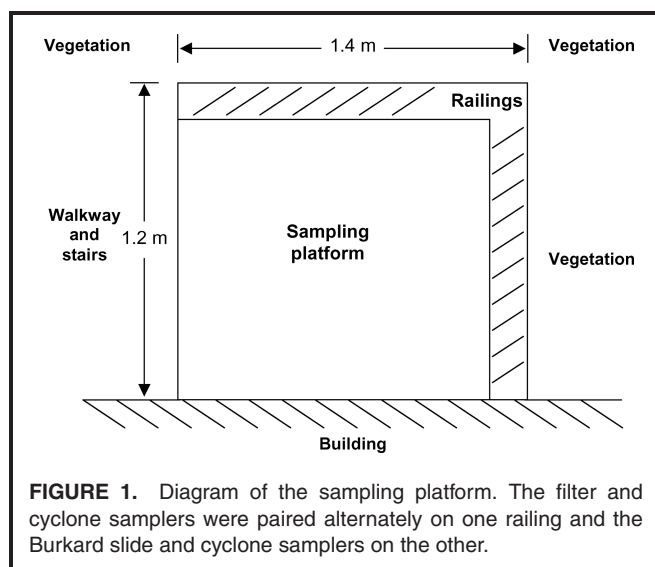 Vegetation
1.4 m
Vegetation
Railings
Walkway
and
stairs
1.2 m
Sampling
platform
Vegetation
Building
FIGURE 1. Diagram of the sampling platform. The filter and
cyclone samplers were paired alternately on one railing and the
Burkard slide and cyclone samplers on the other.